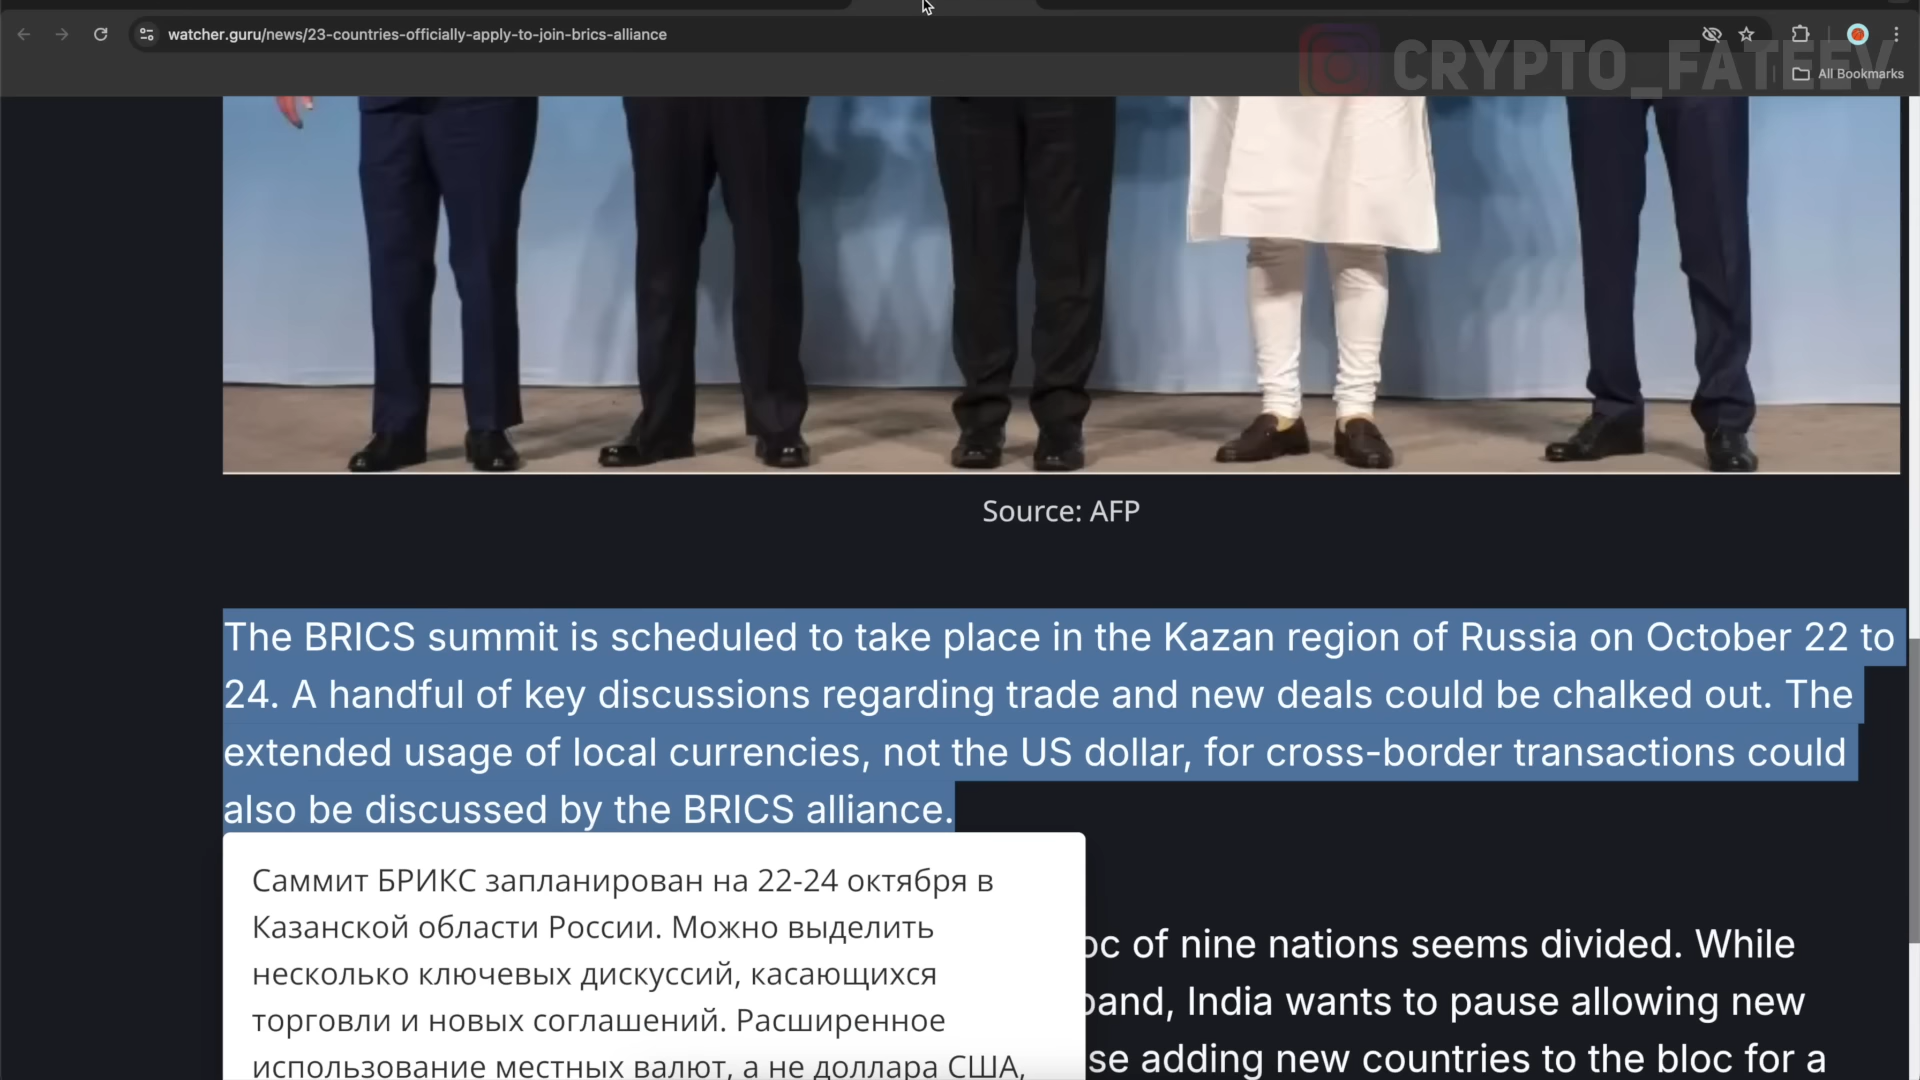 watcher.guru/news/23-countries-officially-apply-to-join-brics-alliance
CRYPTO_FATEEV
All Bookmarks
Source: AFP
The BRICS summit is scheduled to take place in the Kazan region of Russia on October 22 to
24. A handful of key discussions regarding trade and new deals could be chalked out. The
extended usage of local currencies, not the US dollar, for cross-border transactions could
also be discussed by the BRICS alliance.
Саммит БРИКС запланирован на 22-24 октября в
Казанской области России. Можно выделить
несколько ключевых дискуссий, касающихся
торговли и новых соглашений. Расширенное
использование местных валют, а не доллара США,
of nine nations seems divided. While
India wants to pause allowing new
adding new countries to the bloc for a